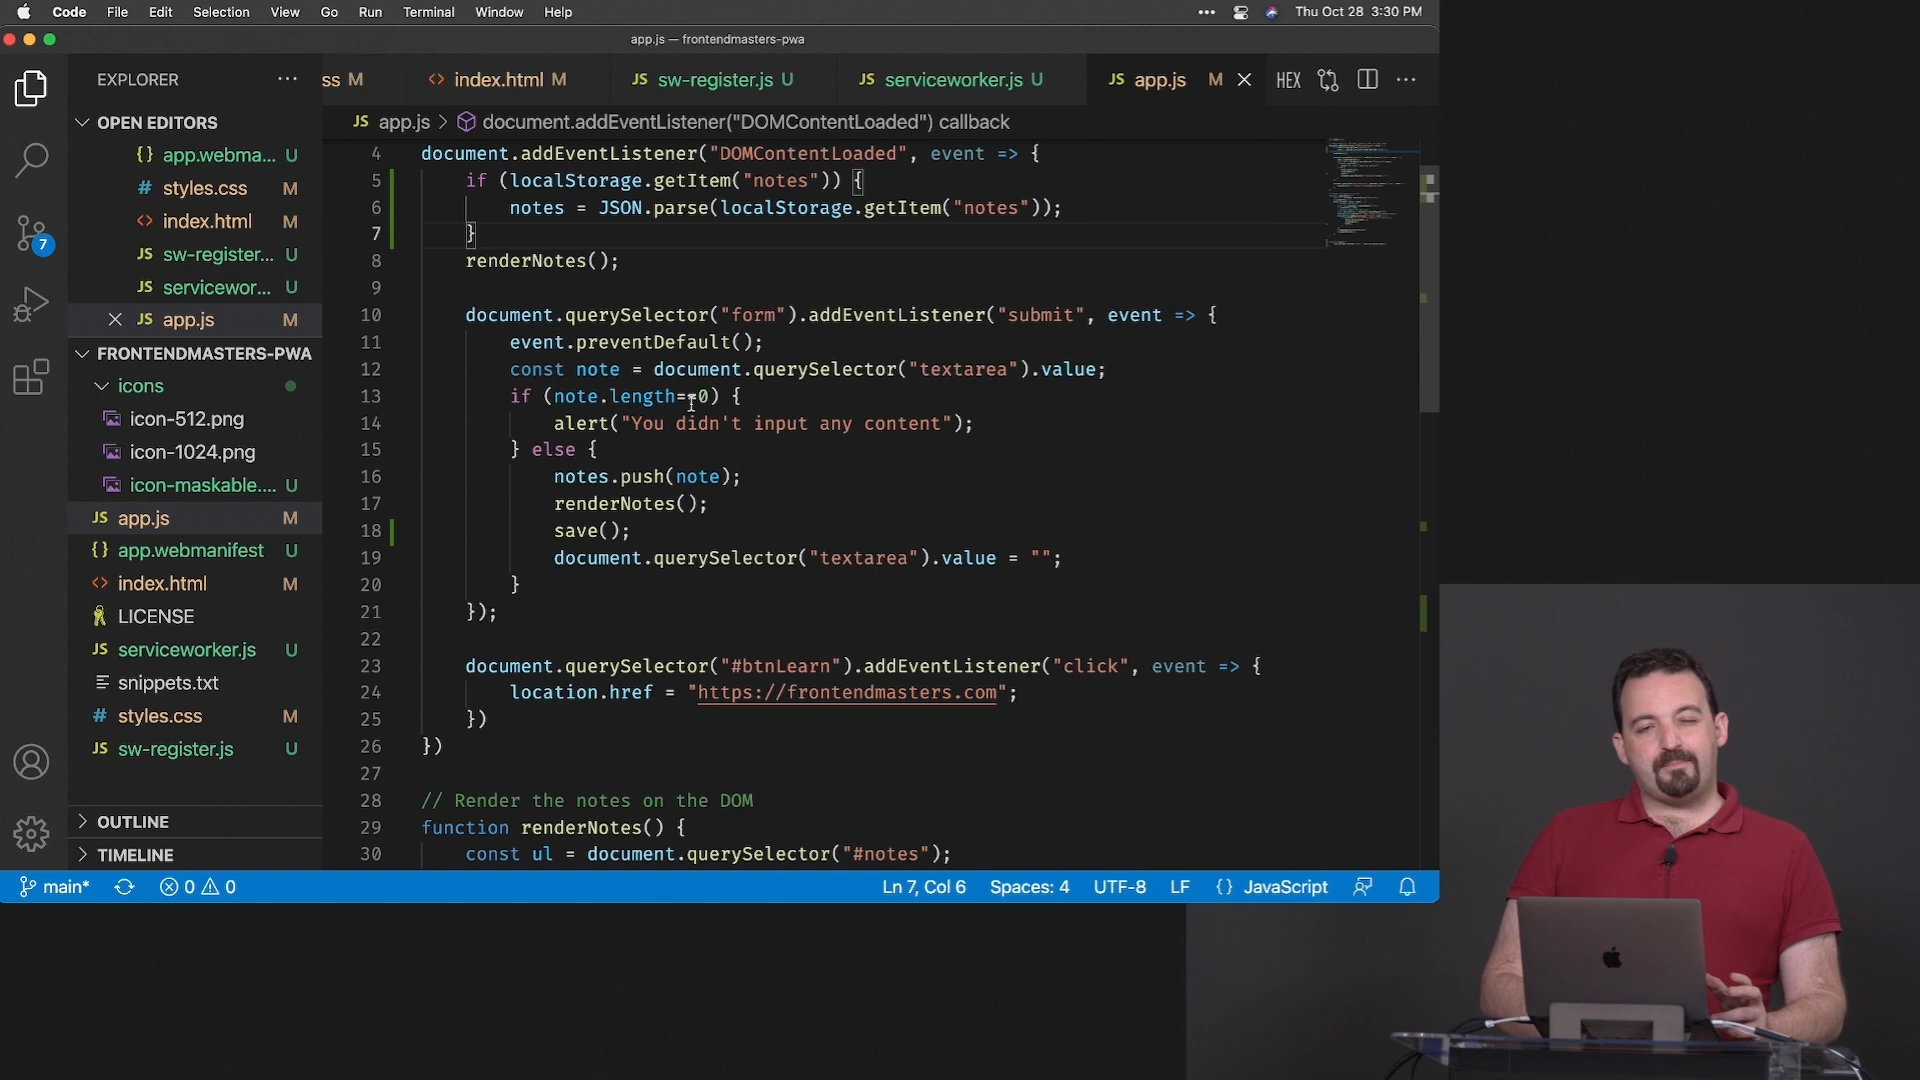 Code File Edit Selection View Go Run Terminal Window Help
Thu Oct 28 3:30 PM
app.js — frontendmasters-pwa
EXPLORER
ss M
index.html M
JS sw-register.js U
JS serviceworker.js U
JS app.js M
HEX
OPEN EDITORS
{} app.webma... U
# styles.css M
<> index.html M
JS sw-register... U
JS servicewor... U
JS app.js M
FRONTENDMASTERS-PWA
icons
icon-512.png
icon-1024.png
icon-maskable.... U
JS app.js M
{} app.webmanifest U
<> index.html M
LICENSE
JS serviceworker.js U
snippets.txt
# styles.css M
JS sw-register.js U
OUTLINE
TIMELINE
7
JS app.js > document.addEventListener("DOMContentLoaded") callback
4 document.addEventListener("DOMContentLoaded", event => {
5 if (localStorage.getItem("notes")) {
6 notes = JSON.parse(localStorage.getItem("notes"));
7 }
8 renderNotes();
9
10 document.querySelector("form").addEventListener("submit", event => {
11 event.preventDefault();
12 const note = document.querySelector("textarea").value;
13 if (note.length==0) {
14 alert("You didn't input any content");
15 } else {
16 notes.push(note);
17 renderNotes();
18 save();
19 document.querySelector("textarea").value = "";
20 }
21 });
22
23 document.querySelector("#btnLearn").addEventListener("click", event => {
24 location.href = "https://frontendmasters.com";
25 })
26 })
27
28 // Render the notes on the DOM
29 function renderNotes() {
30 const ul = document.querySelector("#notes");
main* 0 0 Ln 7, Col 6 Spaces: 4 UTF-8 LF {} JavaScript